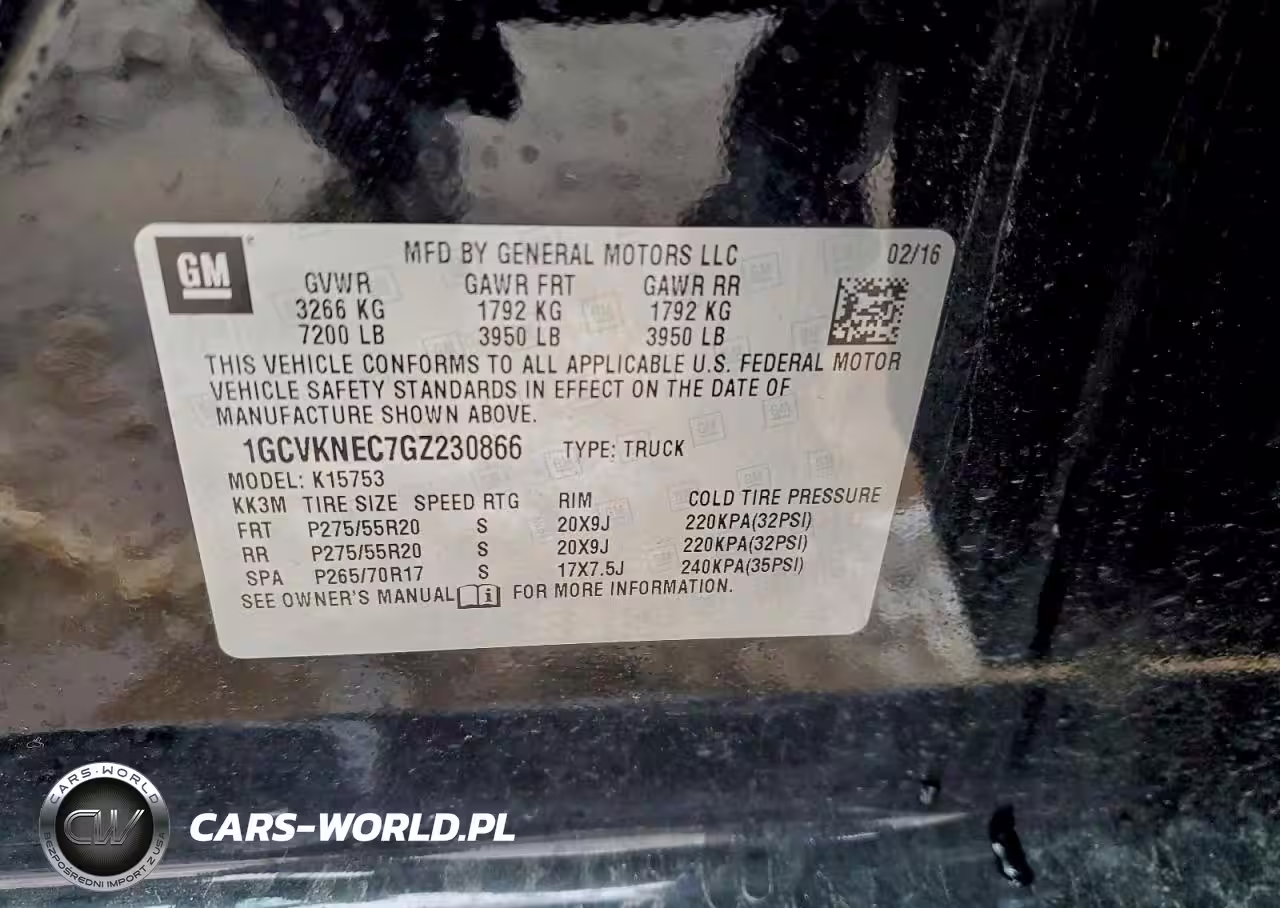 GM
MFD BY GENERAL MOTORS LLC 02/16
GVWR GAWR FRT GAWR RR
3266 KG 1792 KG 1792 KG
7200 LB 3950 LB 3950 LB
THIS VEHICLE CONFORMS TO ALL APPLICABLE U.S. FEDERAL MOTOR
VEHICLE SAFETY STANDARDS IN EFFECT ON THE DATE OF
MANUFACTURE SHOWN ABOVE.
1GCVKNEC7GZ230866 TYPE: TRUCK
MODEL: K15753
KK3M TIRE SIZE SPEED RTG RIM COLD TIRE PRESSURE
FRT P275/55R20 S 20X9J 220KPA(32PSI)
RR P275/55R20 S 20X9J 220KPA(32PSI)
SPA P265/70R17 S 17X7.5J 240KPA(35PSI)
SEE OWNER'S MANUAL FOR MORE INFORMATION.
CARS-WORLD
CW
BEZPOŚREDNI IMPORT Z USA
CARS-WORLD.PL